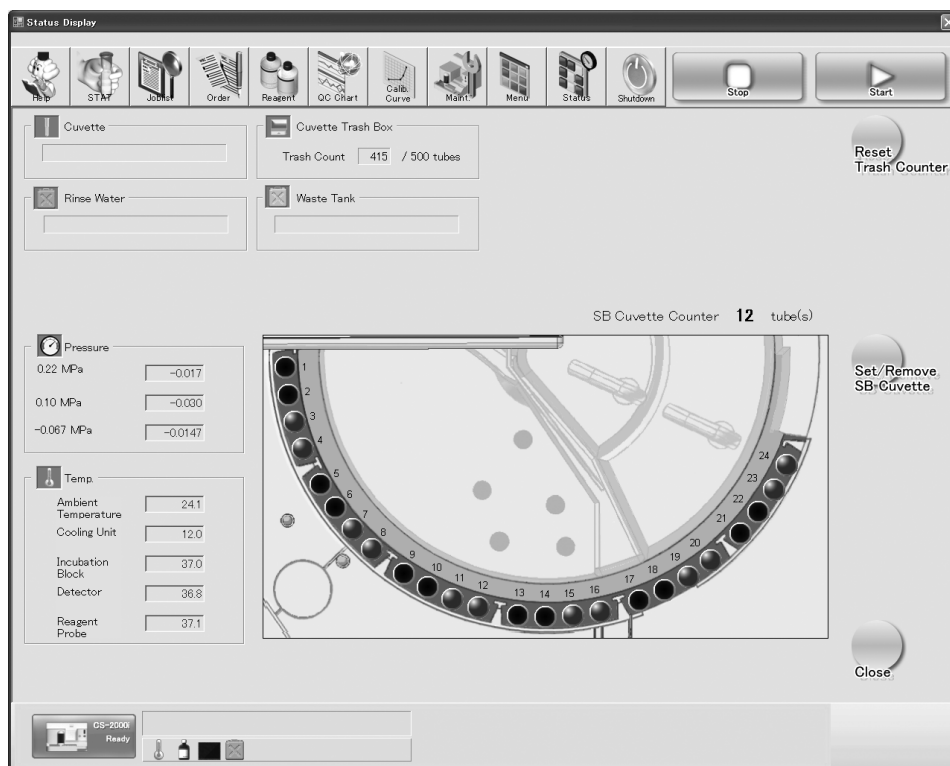 Status Display
Help STAT Joblist Order Reagent QC Chart Calib. Curve Maint. Menu Status Shutdown Stop Start
Cuvette
Cuvette Trash Box
Trash Count 415 / 500 tubes
Reset
Trash Counter
Rinse Water
Waste Tank
SB Cuvette Counter 12 tube(s)
Pressure
0.22 MPa -0.017
0.10 MPa -0.030
-0.067 MPa -0.0147
Set/Remove
SB Cuvette
Temp.
Ambient
Temperature 24.1
Cooling Unit 12.0
Incubation
Block 37.0
Detector 36.8
Reagent
Probe 37.1
1
2
3
4
5
6
7
8
9
10
11
12
13
14
15
16
17
18
19
20
21
22
23
24
Close
CS-2000i
Ready